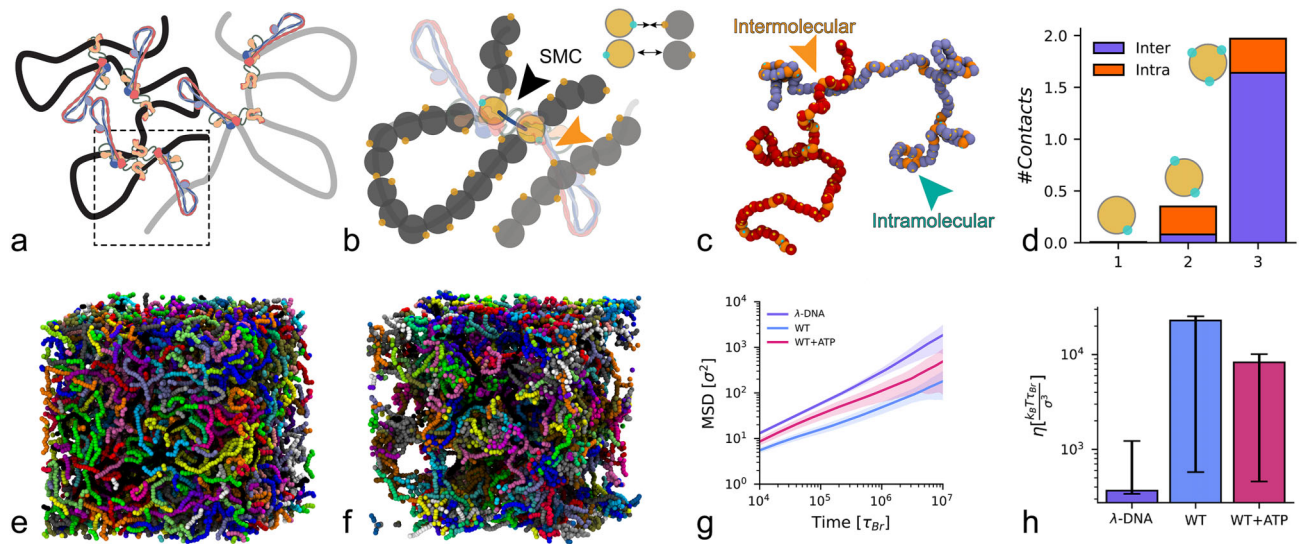 a
b
SMC
Intermolecular
Intramolecular
c
#Contacts
2.0
1.5
1.0
0.5
0.0
Inter
Intra
1 2 3
d
e
f
MSD [σ²]
10⁴
10³
10²
10¹
10⁰
λ-DNA
WT
WT+ATP
10⁴ 10⁵ 10⁶ 10⁷
Time [τBr]
g
η[kBTτBr/σ³]
10⁴
10³
λ-DNA WT WT+ATP
h